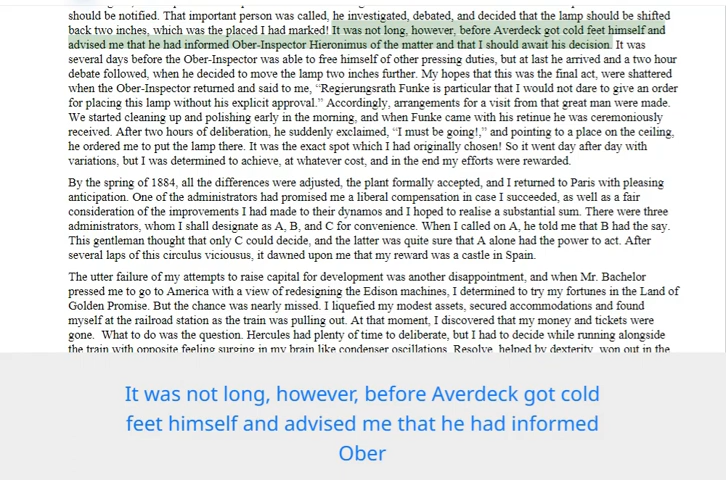 should be notified. That important person was called, he investigated, debated, and decided that the lamp should be shifted
back two inches, which was the placed I had marked! It was not long, however, before Averdeck got cold feet himself and
advised me that he had informed Ober-Inspector Hieronimus of the matter and that I should await his decision. It was
several days before the Ober-Inspector was able to free himself of other pressing duties, but at last he arrived and a two hour
debate followed, when he decided to move the lamp two inches further. My hopes that this was the final act, were shattered
when the Ober-Inspector returned and said to me, “Regierungsrath Funke is particular that I would not dare to give an order
for placing this lamp without his explicit approval.” Accordingly, arrangements for a visit from that great man were made.
We started cleaning up and polishing early in the morning, and when Funke came with his retinue he was ceremoniously
received. After two hours of deliberation, he suddenly exclaimed, “I must be going!,” and pointing to a place on the ceiling,
he ordered me to put the lamp there. It was the exact spot which I had originally chosen! So it went day after day with
variations, but I was determined to achieve, at whatever cost, and in the end my efforts were rewarded.
By the spring of 1884, all the differences were adjusted, the plant formally accepted, and I returned to Paris with pleasing
anticipation. One of the administrators had promised me a liberal compensation in case I succeeded, as well as a fair
consideration of the improvements I had made to their dynamos and I hoped to realise a substantial sum. There were three
administrators, whom I shall designate as A, B, and C for convenience. When I called on A, he told me that B had the say.
This gentleman thought that only C could decide, and the latter was quite sure that A alone had the power to act. After
several laps of this circulus viciousus, it dawned upon me that my reward was a castle in Spain.
The utter failure of my attempts to raise capital for development was another disappointment, and when Mr. Bachelor
pressed me to go to America with a view of redesigning the Edison machines, I determined to try my fortunes in the Land of
Golden Promise. But the chance was nearly missed. I liquefied my modest assets, secured accommodations and found
myself at the railroad station as the train was pulling out. At that moment, I discovered that my money and tickets were
gone. What to do was the question. Hercules had plenty of time to deliberate, but I had to decide while running alongside
the train with opposite feeling surging in my brain like condenser oscillations. Resolve, helped by dexterity, won out in the
It was not long, however, before Averdeck got cold
feet himself and advised me that he had informed
Ober